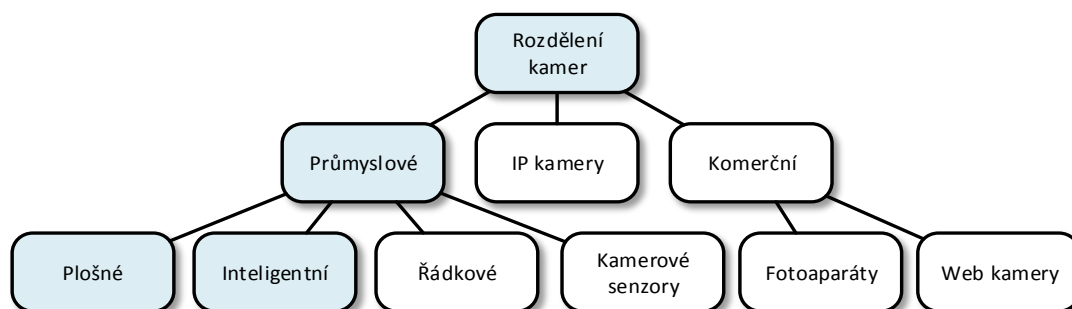 Rozdělení
kamer
Průmyslové
IP kamery
Komerční
Plošné
Inteligentní
Řádkové
Kamerové
senzory
Fotoaparáty
Web kamery